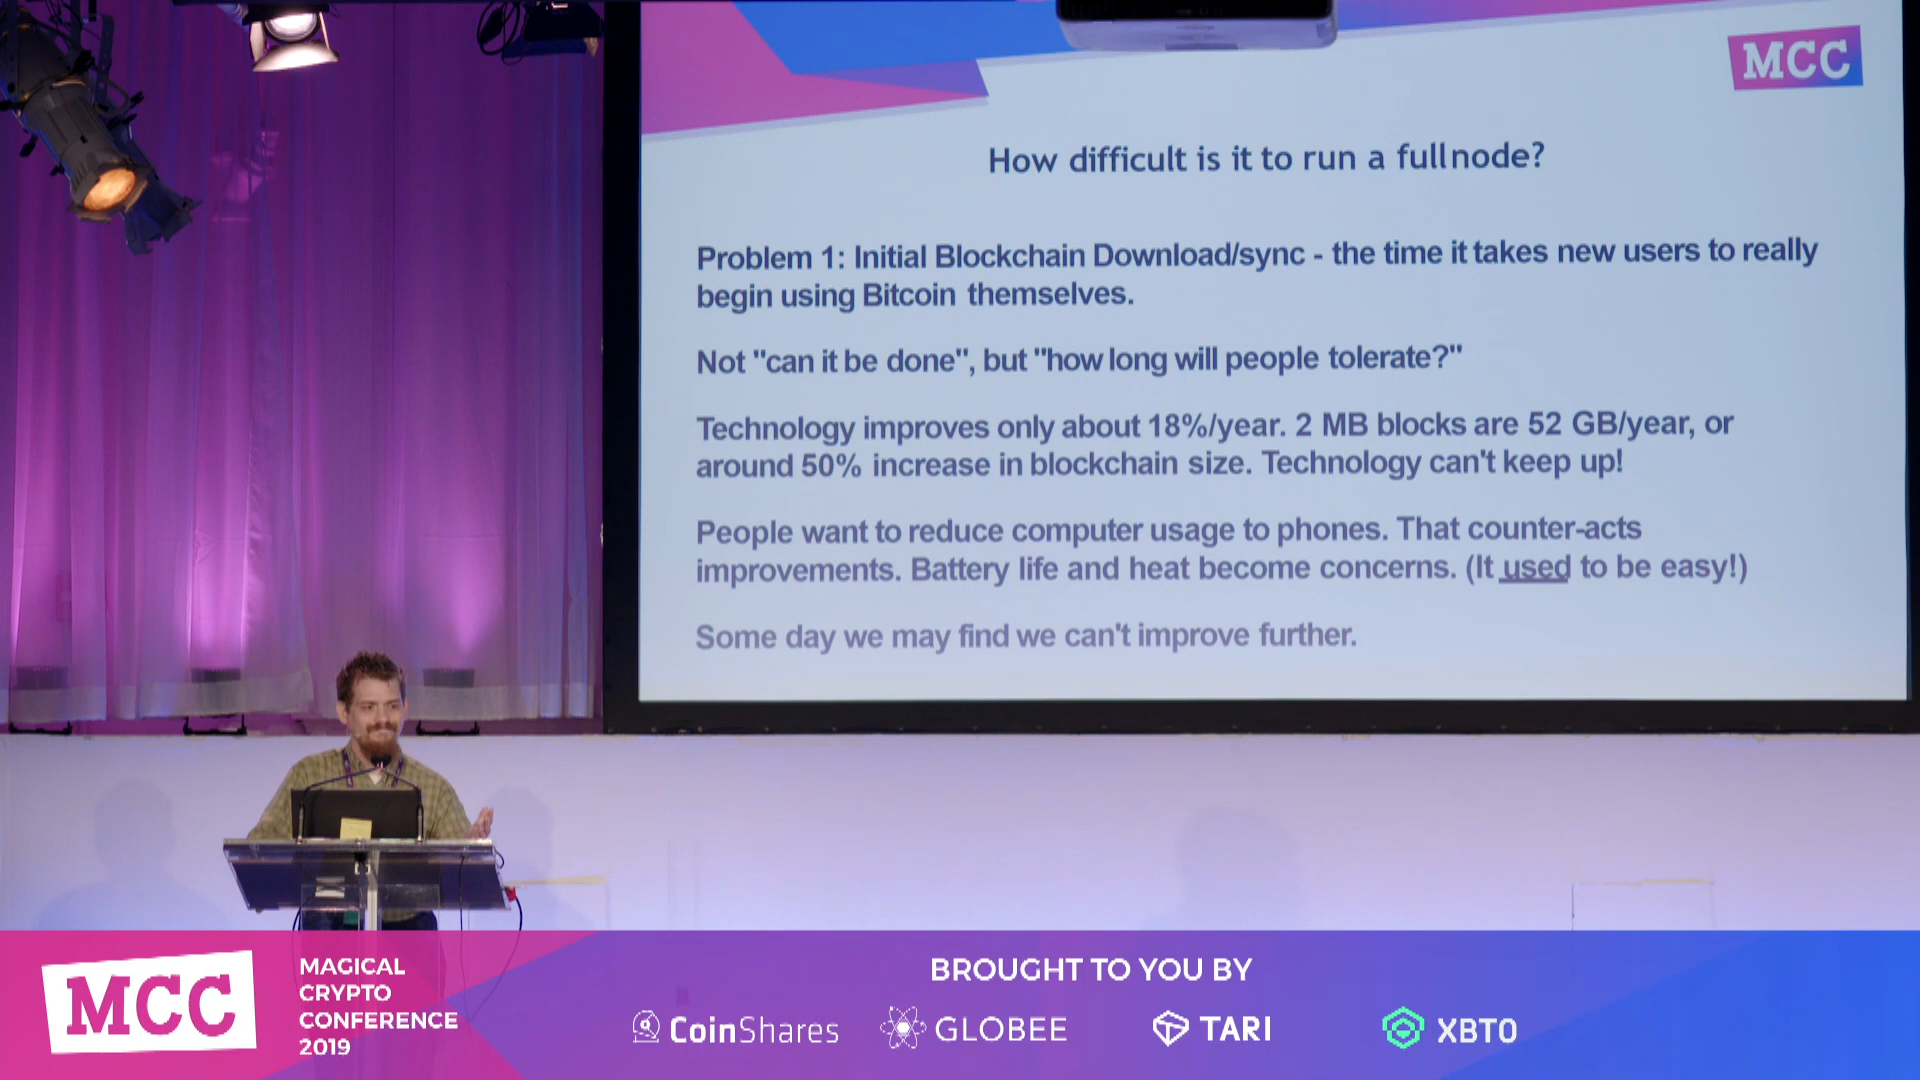 MCC
How difficult is it to run a fullnode?
Problem 1: Initial Blockchain Download/sync - the time it takes new users to really
begin using Bitcoin themselves.
Not "can it be done", but "how long will people tolerate?"
Technology improves only about 18%/year. 2 MB blocks are 52 GB/year, or
around 50% increase in blockchain size. Technology can't keep up!
People want to reduce computer usage to phones. That counter-acts
improvements. Battery life and heat become concerns. (It used to be easy!)
Some day we may find we can't improve further.
MCC
MAGICAL
CRYPTO
CONFERENCE
2019
BROUGHT TO YOU BY
CoinShares
GLOBEE
TARI
XBTO